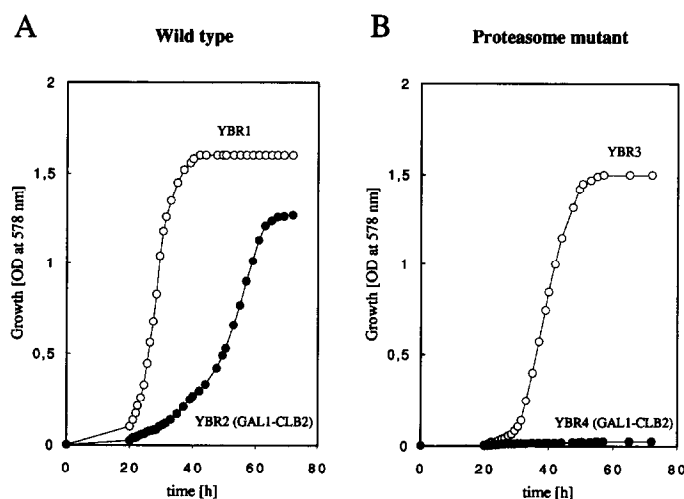 A
Wild type
B
Proteasome mutant
2
1,5
1
0,5
0
Growth [OD at 578 nm]
YBR1
YBR2 (GAL1-CLB2)
0
20
40
60
80
time [h]
2
1,5
1
0,5
0
Growth [OD at 578 nm]
YBR3
YBR4 (GAL1-CLB2)
0
20
40
60
80
time [h]